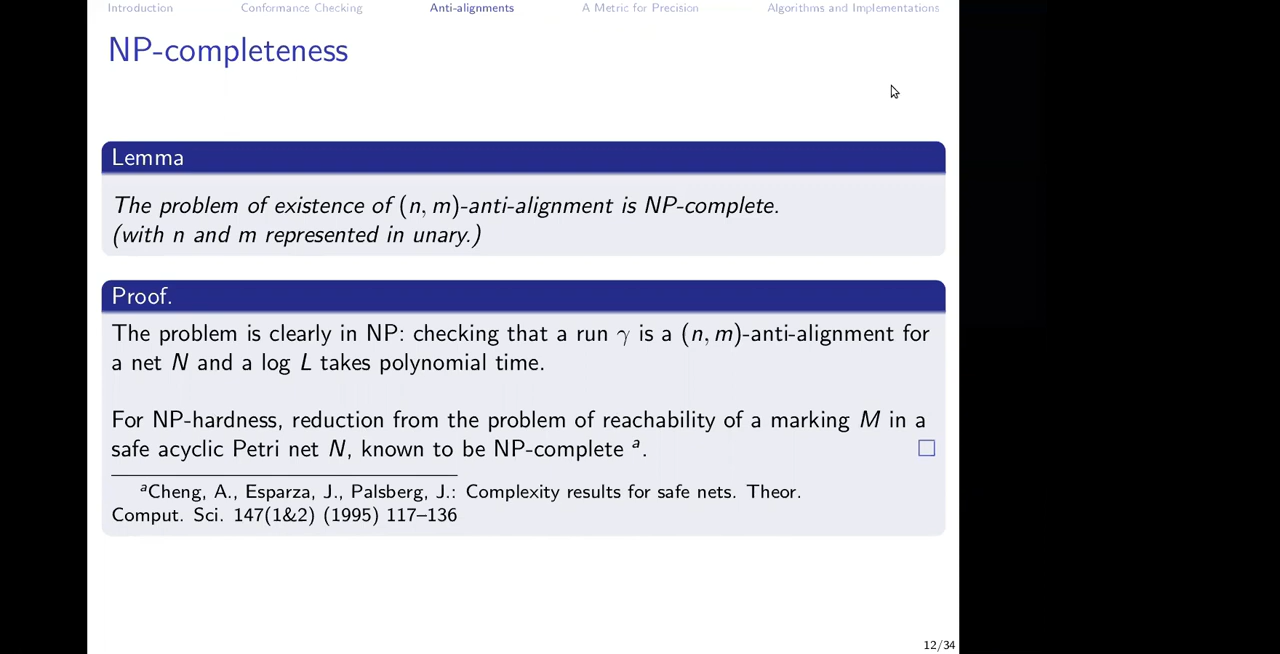 Introduction Conformance Checking Anti-alignments A Metric for Precision Algorithms and Implementations
NP-completeness
Lemma
The problem of existence of (n, m)-anti-alignment is NP-complete.
(with n and m represented in unary.)
Proof.
The problem is clearly in NP: checking that a run γ is a (n, m)-anti-alignment for
a net N and a log L takes polynomial time.
For NP-hardness, reduction from the problem of reachability of a marking M in a
safe acyclic Petri net N, known to be NP-complete ᵃ. □
ᵃCheng, A., Esparza, J., Palsberg, J.: Complexity results for safe nets. Theor.
Comput. Sci. 147(1&2) (1995) 117–136
12/34